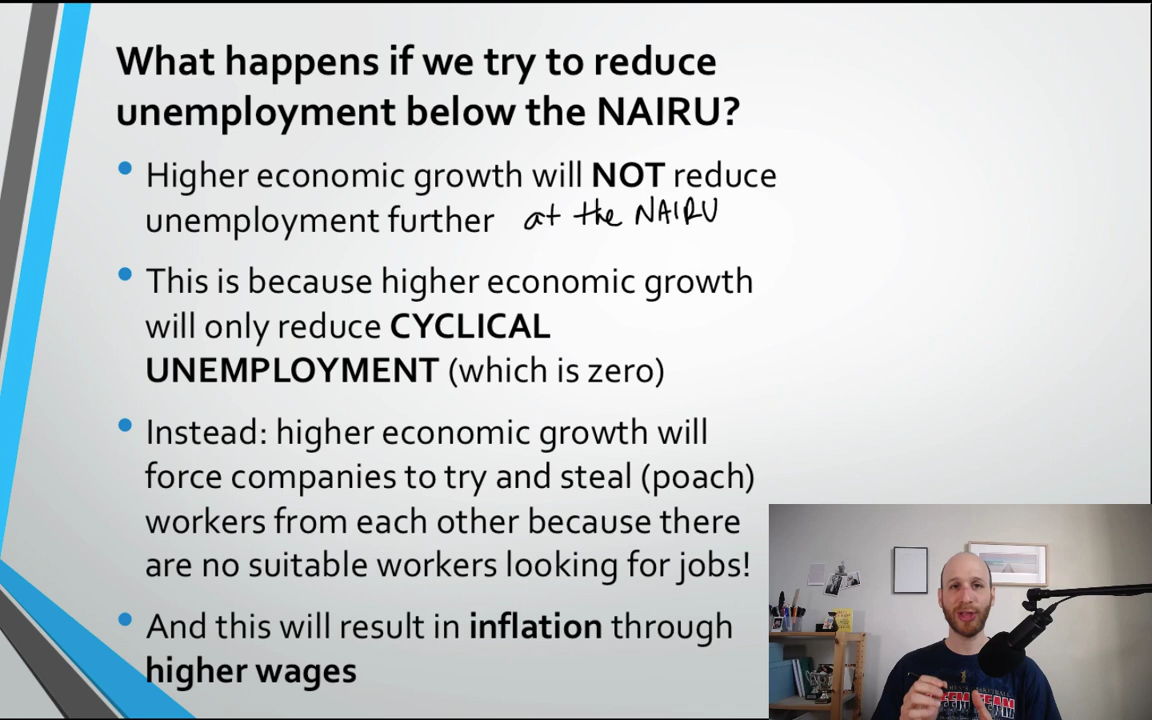 What happens if we try to reduce
unemployment below the NAIRU?
• Higher economic growth will NOT reduce
unemployment further at the NAIRU
• This is because higher economic growth
will only reduce CYCLICAL
UNEMPLOYMENT (which is zero)
• Instead: higher economic growth will
force companies to try and steal (poach)
workers from each other because there
are no suitable workers looking for jobs!
• And this will result in inflation through
higher wages